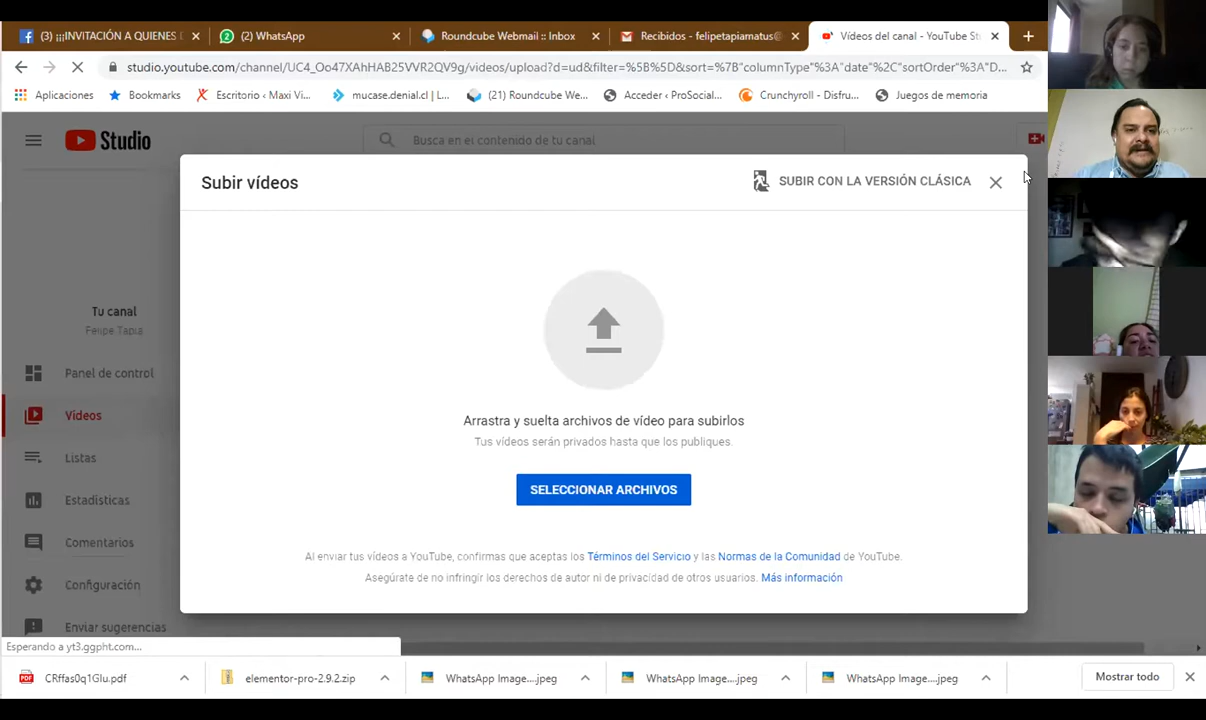 (3) ¡¡¡INVITACIÓN A QUIENES
(2) WhatsApp
Roundcube Webmail :: Inbox
Recibidos - felipetapiamatus@
Vídeos del canal - YouTube St
studio.youtube.com/channel/UC4_Oo47XAhHAB25VVR2QV9g/videos/upload?d=ud&filter=%5B%5D&sort=%7B"columnType"%3A"date"%2C"sortOrder"%3A"D...
Aplicaciones
Bookmarks
Escritorio ‹ Maxi Vi...
mucase.denial.cl | L...
(21) Roundcube We...
Acceder ‹ ProSocial...
Crunchyroll - Disfru...
Juegos de memoria
Studio
Busca en el contenido de tu canal
Subir vídeos
SUBIR CON LA VERSIÓN CLÁSICA
Arrastra y suelta archivos de vídeo para subirlos
Tus vídeos serán privados hasta que los publiques.
SELECCIONAR ARCHIVOS
Al enviar tus vídeos a YouTube, confirmas que aceptas los Términos del Servicio y las Normas de la Comunidad de YouTube.
Asegúrate de no infringir los derechos de autor ni de privacidad de otros usuarios. Más información
Tu canal
Felipe Tapia
Panel de control
Vídeos
Listas
Estadísticas
Comentarios
Configuración
Enviar sugerencias
Esperando a yt3.ggpht.com...
CRffas0q1Glu.pdf
elementor-pro-2.9.2.zip
WhatsApp Image....jpeg
WhatsApp Image....jpeg
WhatsApp Image....jpeg
Mostrar todo